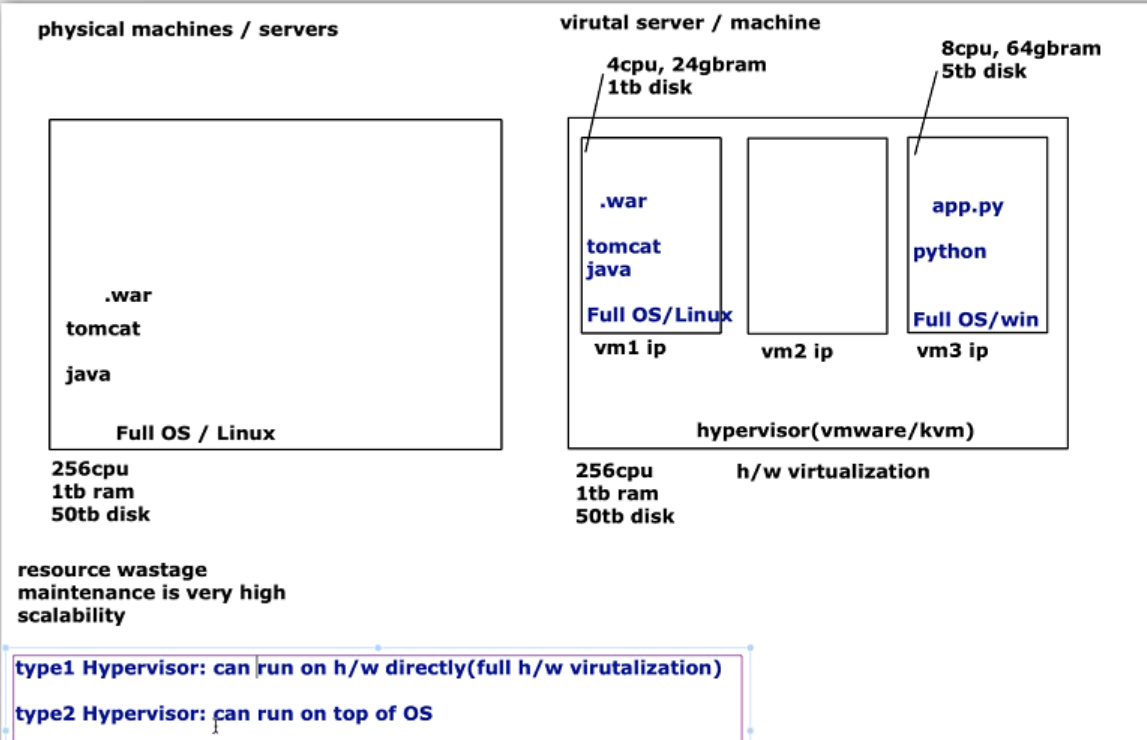 physical machines / servers
256cpu
1tb ram
50tb disk
.war
tomcat
java
Full OS / Linux
resource wastage
maintenance is very high
scalability
virutal server / machine
4cpu, 24gbram
1tb disk
8cpu, 64gbram
5tb disk
.war
tomcat
java
Full OS/Linux
vm1 ip
vm2 ip
app.py
python
Full OS/win
vm3 ip
hypervisor(vmware/kvm)
256cpu
1tb ram
50tb disk
h/w virtualization
type1 Hypervisor: can run on h/w directly(full h/w virutalization)
type2 Hypervisor: can run on top of OS